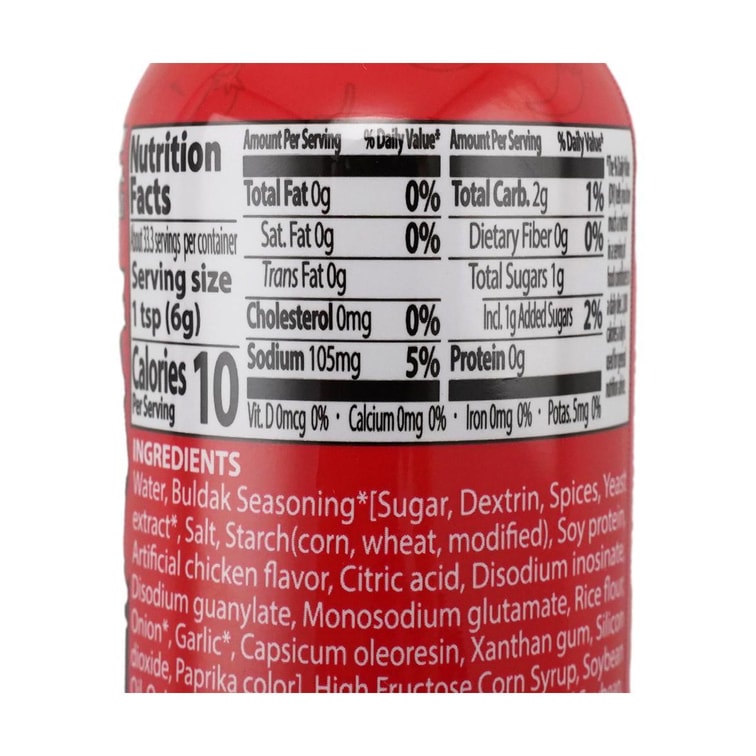 Nutrition
Facts
About 33.3 servings per container
Serving size
1 tsp (6g)
Calories 10
Per Serving
Amount Per Serving % Daily Value*
Total Fat 0g 0%
Sat. Fat 0g 0%
Trans Fat 0g
Cholesterol 0mg 0%
Sodium 105mg 5%
Amount Per Serving % Daily Value*
Total Carb. 2g 1%
Dietary Fiber 0g 0%
Total Sugars 1g
Incl. 1g Added Sugars 2%
Protein 0g
Vit. D 0mcg 0% • Calcium 0mg 0% • Iron 0mg 0% • Potas. 5mg 0%
INGREDIENTS
Water, Buldak Seasoning*[Sugar, Dextrin, Spices, Yeast
extract*, Salt, Starch(corn, wheat, modified), Soy protein,
Artificial chicken flavor, Citric acid, Disodium inosinate,
Disodium guanylate, Monosodium glutamate, Rice flour,
Onion*, Garlic*, Capsicum oleoresin, Xanthan gum, Silicon
dioxide, Paprika color], High Fructose Corn Syrup, Soybean